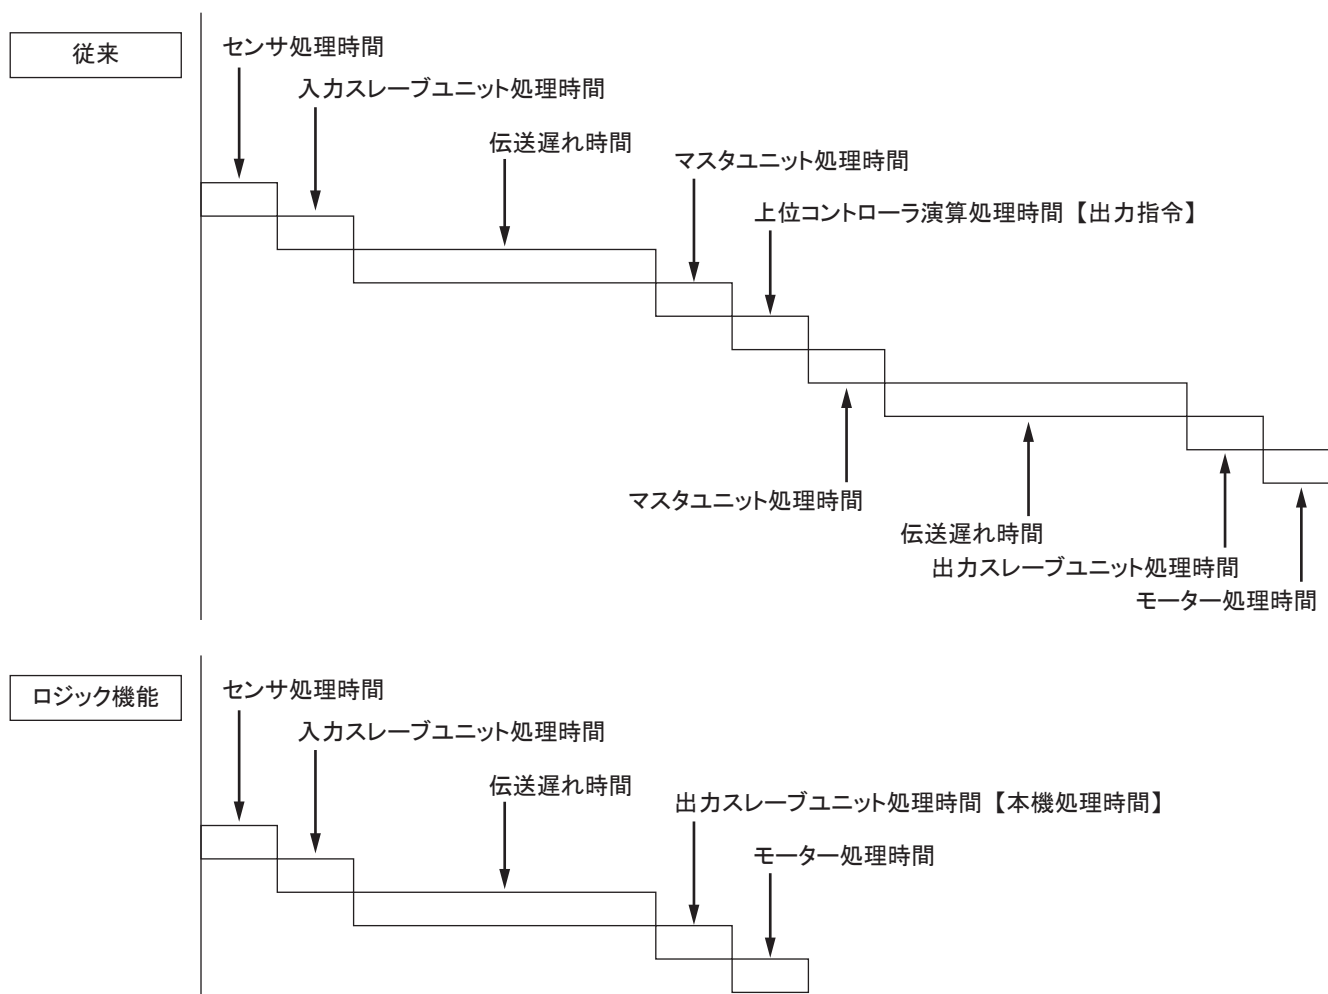 従来
センサ処理時間
入力スレーブユニット処理時間
伝送遅れ時間
マスタユニット処理時間
上位コントローラ演算処理時間【出力指令】
マスタユニット処理時間
伝送遅れ時間
出力スレーブユニット処理時間
モーター処理時間
ロジック機能
センサ処理時間
入力スレーブユニット処理時間
伝送遅れ時間
出力スレーブユニット処理時間【本機処理時間】
モーター処理時間